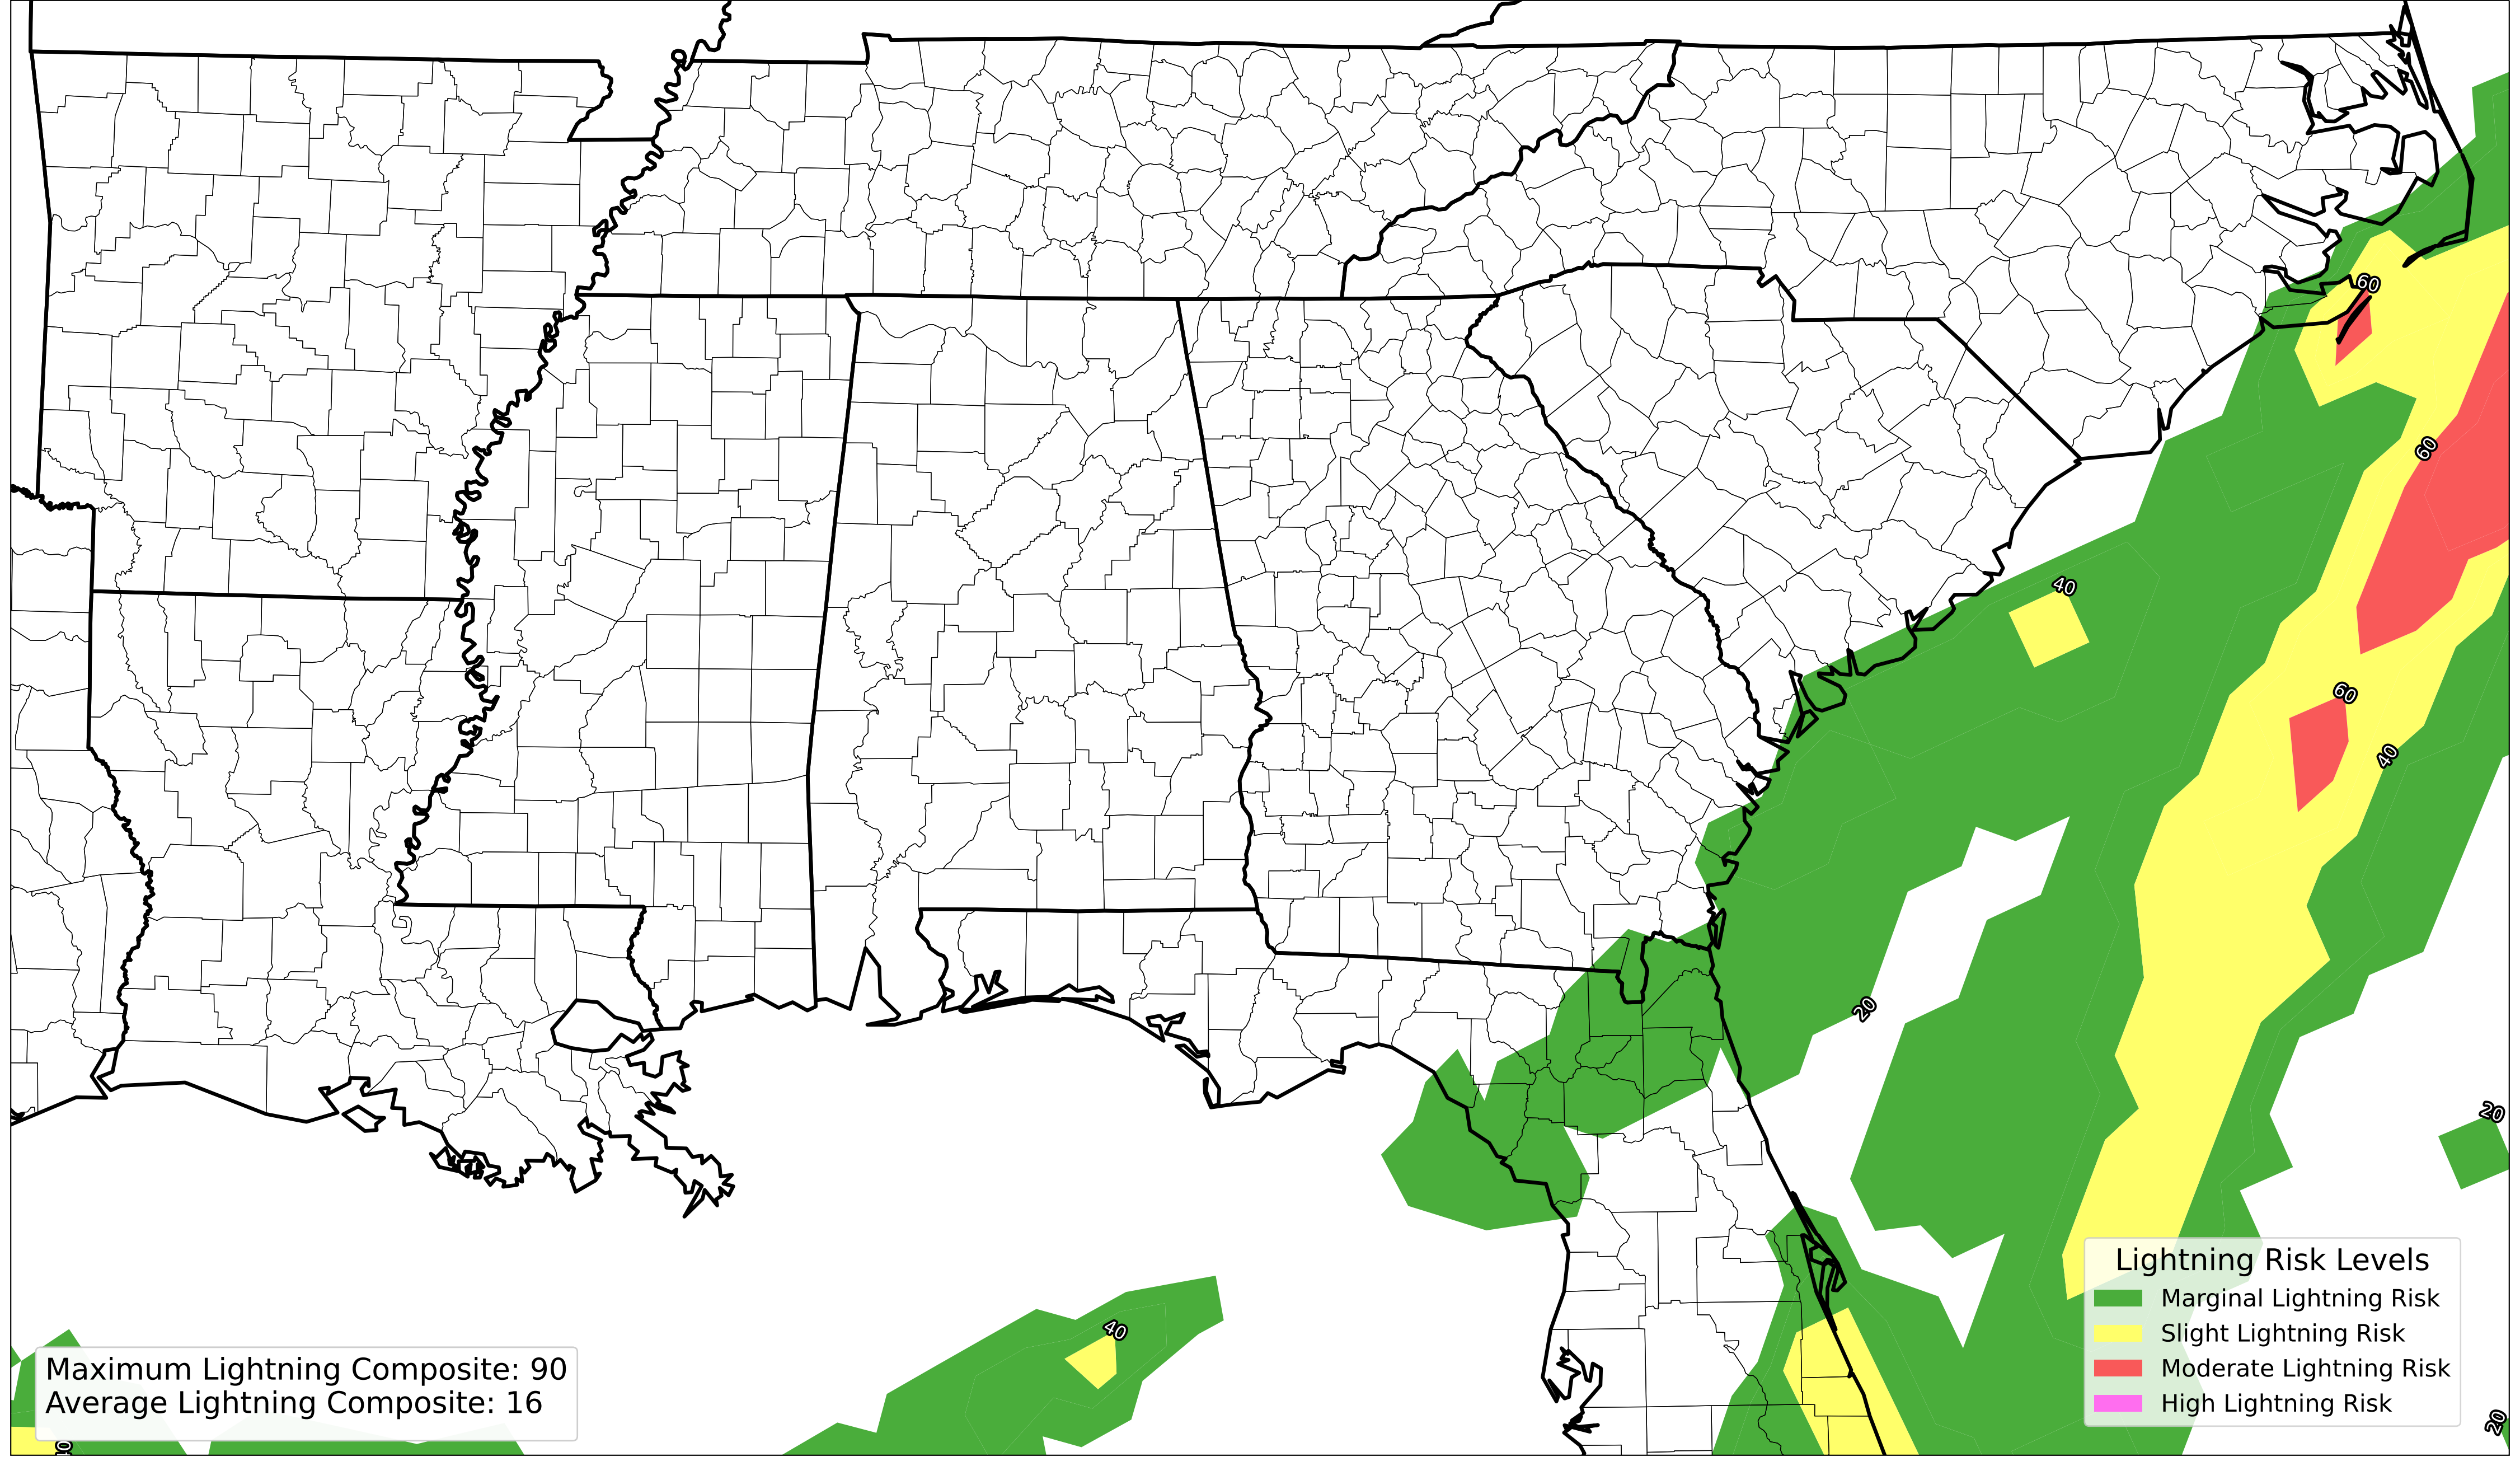 60
60
40
60
40
20
20
40
20
Lightning Risk Levels
Marginal Lightning Risk
Slight Lightning Risk
Moderate Lightning Risk
High Lightning Risk
Maximum Lightning Composite: 90
Average Lightning Composite: 16